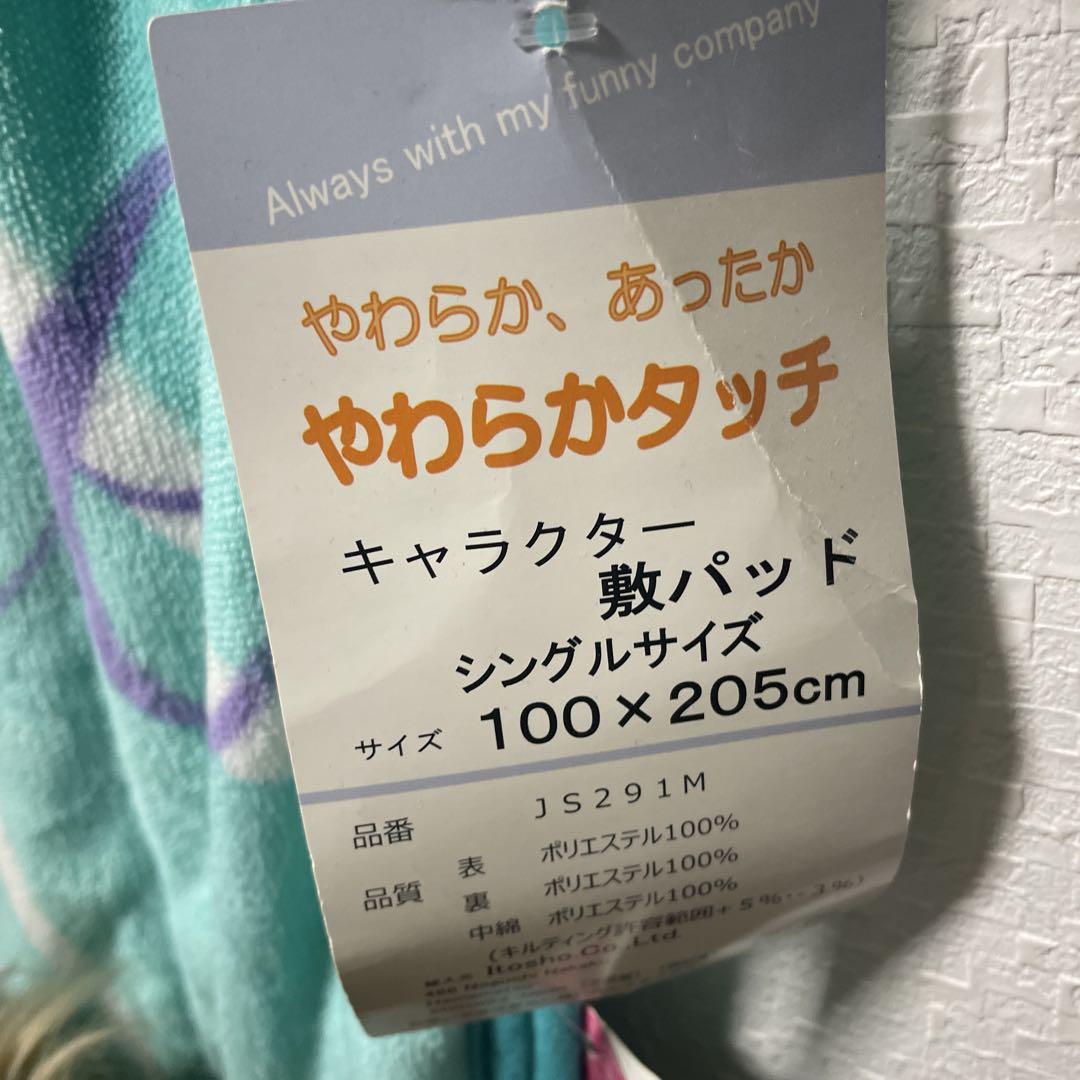 Always with my funny company
やわらか、あったか
やわらかタッチ
キャラクター
敷パッド
シングルサイズ
サイズ 100×205cm
品番 JS291M
表 ポリエステル100%
品質 裏 ポリエステル100%
中綿 ポリエステル100%
(キルティング許容範囲+5%··-3%)
Itosho.Co.,Ltd.